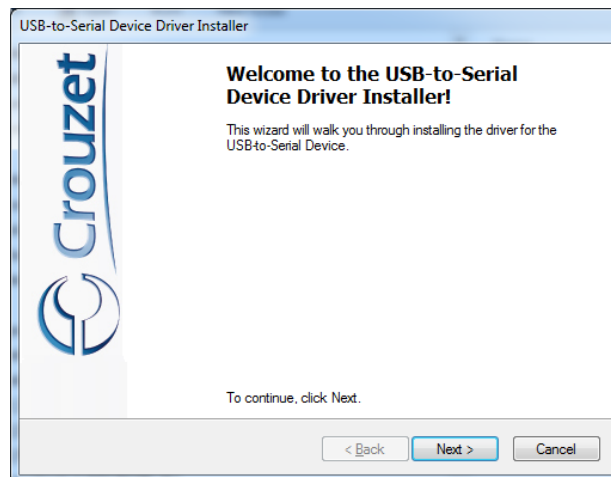 USB-to-Serial Device Driver Installer
Crouzet
Welcome to the USB-to-Serial
Device Driver Installer!
This wizard will walk you through installing the driver for the
USB-to-Serial Device.
To continue, click Next.
< Back
Next >
Cancel